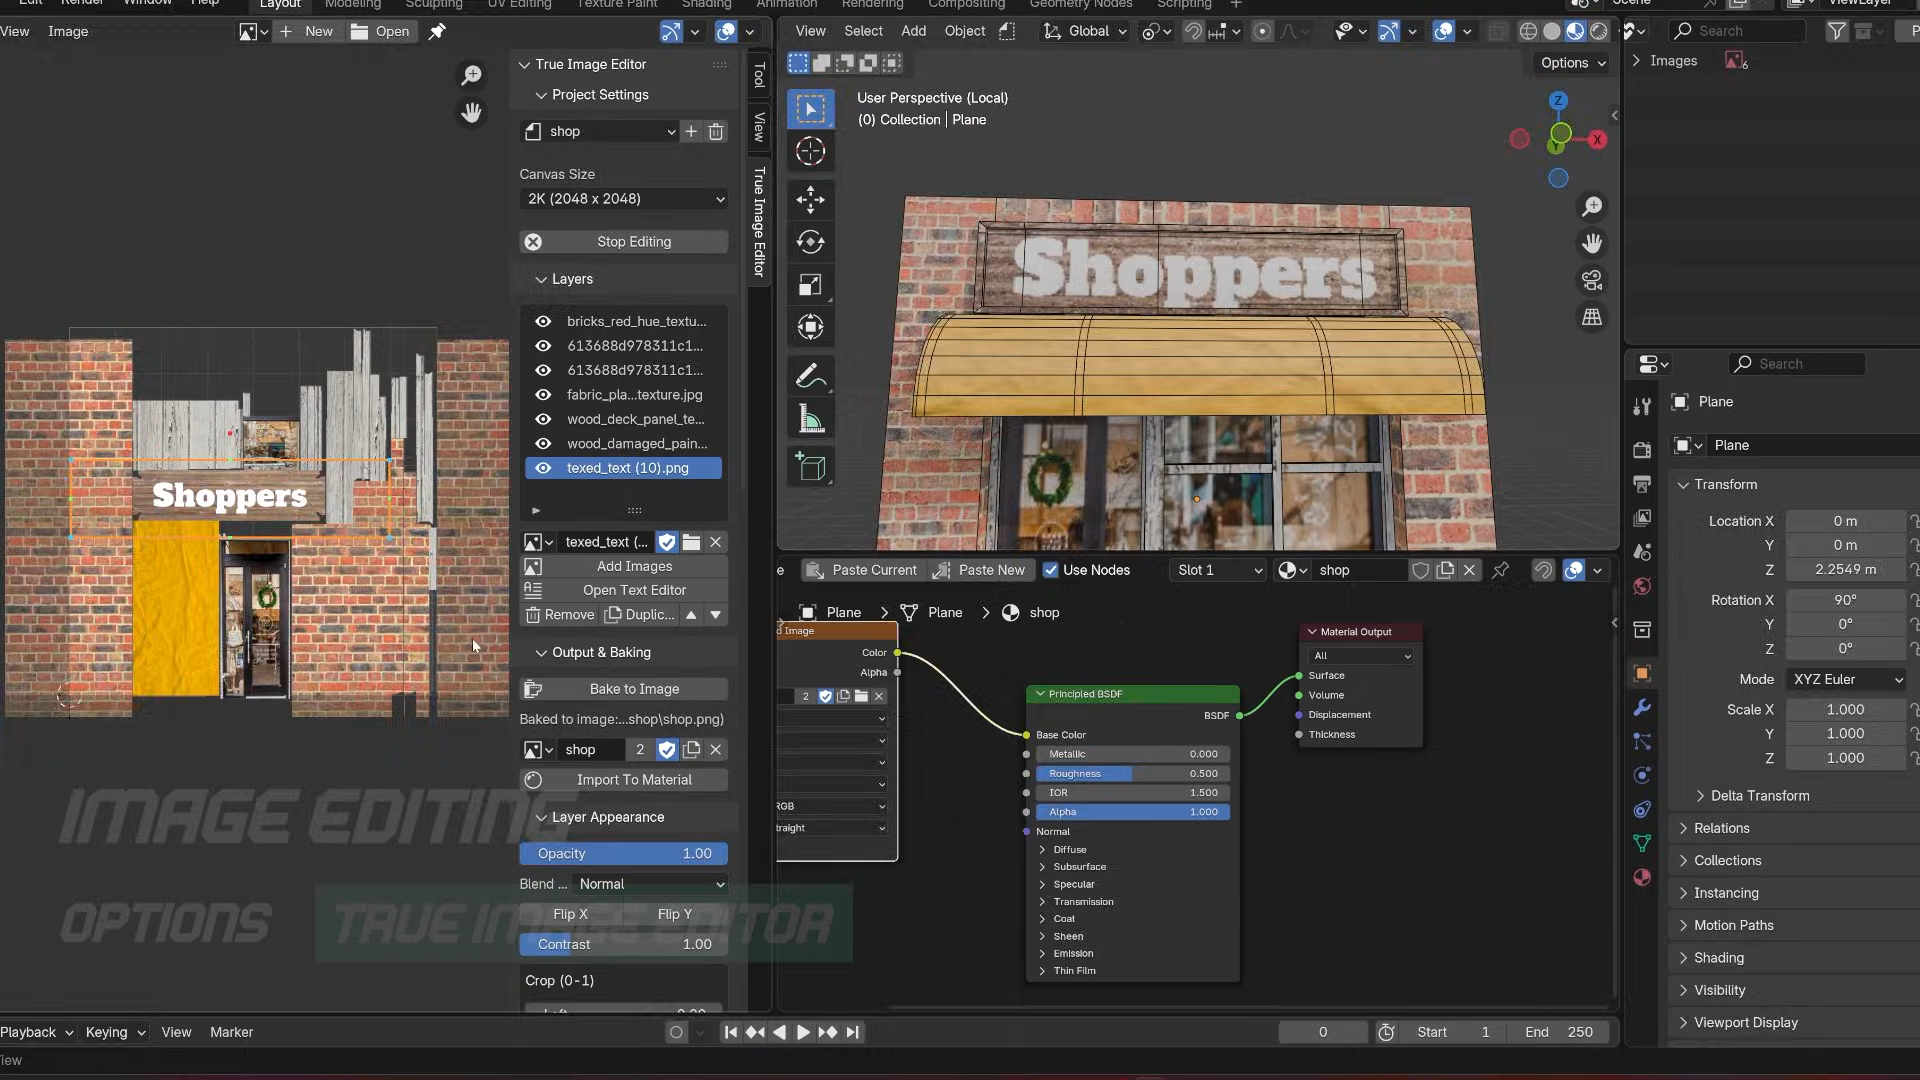 Edit
Render
Window
Help
Layout
Modeling
Sculpting
UV Editing
Texture Paint
Shading
Animation
Rendering
Compositing
Geometry Nodes
Scripting
+
Scene
ViewLayer
View
Image
New
Open
View
Select
Add
Object
Global
Search
Options
Images
6
User Perspective (Local)
(0) Collection | Plane
Z
X
Y
Tool
View
True Image Editor
True Image Editor
Project Settings
shop
Canvas Size
2K (2048 x 2048)
Stop Editing
Layers
bricks_red_hue_textu...
613688d978311c1...
613688d978311c1...
fabric_pla...texture.jpg
wood_deck_panel_te...
wood_damaged_pain...
texed_text (10).png
texed_text (...
Add Images
Open Text Editor
Remove
Duplic...
Output & Baking
Bake to Image
Baked to image:...shop\shop.png)
shop
2
Import To Material
Layer Appearance
Opacity 1.00
Blend ... Normal
Flip X
Flip Y
Contrast 1.00
Crop (0-1)
Shoppers
Shoppers
IMAGE EDITING
OPTIONS
TRUE IMAGE EDITOR
Paste Current
Paste New
Use Nodes
Slot 1
shop
Plane
Plane
shop
d Image
Color
Alpha
2
RGB
raight
Principled BSDF
BSDF
Base Color
Metallic 0.000
Roughness 0.500
IOR 1.500
Alpha 1.000
Normal
Diffuse
Subsurface
Specular
Transmission
Coat
Sheen
Emission
Thin Film
Material Output
All
Surface
Volume
Displacement
Thickness
Search
Plane
Plane
Transform
Location X 0 m
Y 0 m
Z 2.2549 m
Rotation X 90°
Y 0°
Z 0°
Mode XYZ Euler
Scale X 1.000
Y 1.000
Z 1.000
Delta Transform
Relations
Collections
Instancing
Motion Paths
Shading
Visibility
Viewport Display
Playback
Keying
View
Marker
0
Start 1
End 250
View